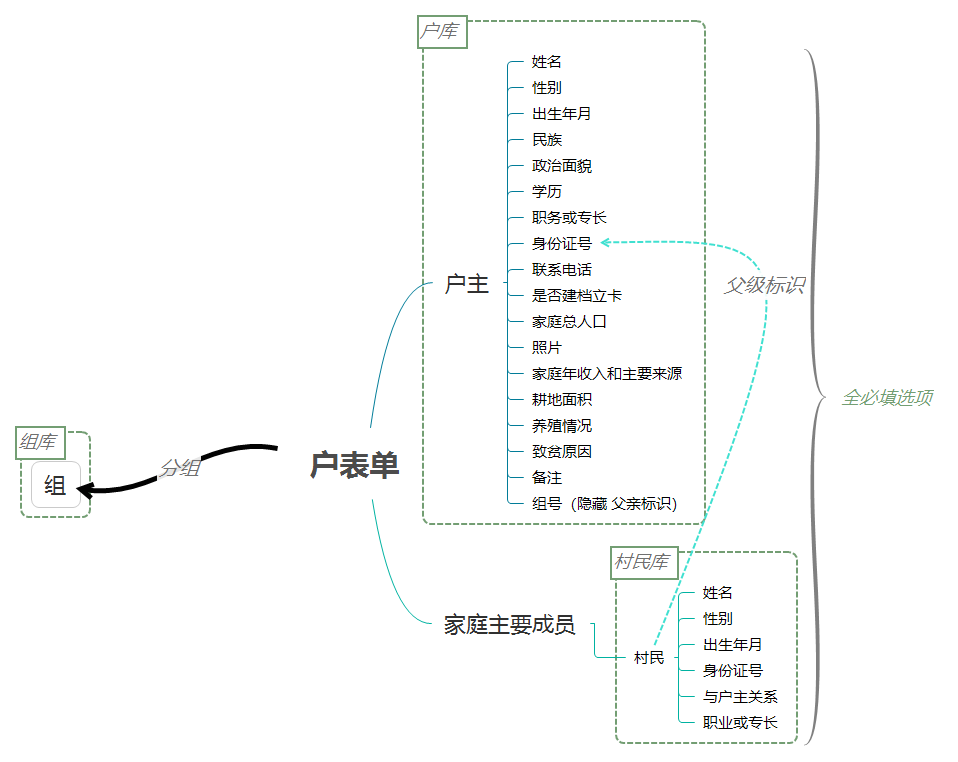 户库
姓名
性别
出生年月
民族
政治面貌
学历
职务或专长
身份证号
联系电话
户主
父级标识
是否建档立卡
家庭总人口
照片
家庭年收入和主要来源
耕地面积
全必填选项
养殖情况
组库
致贫原因
分组
户表单
备注
组
组号（隐藏 父亲标识）
村民库
姓名
性别
家庭主要成员
出生年月
村民
身份证号
与户主关系
职业或专长